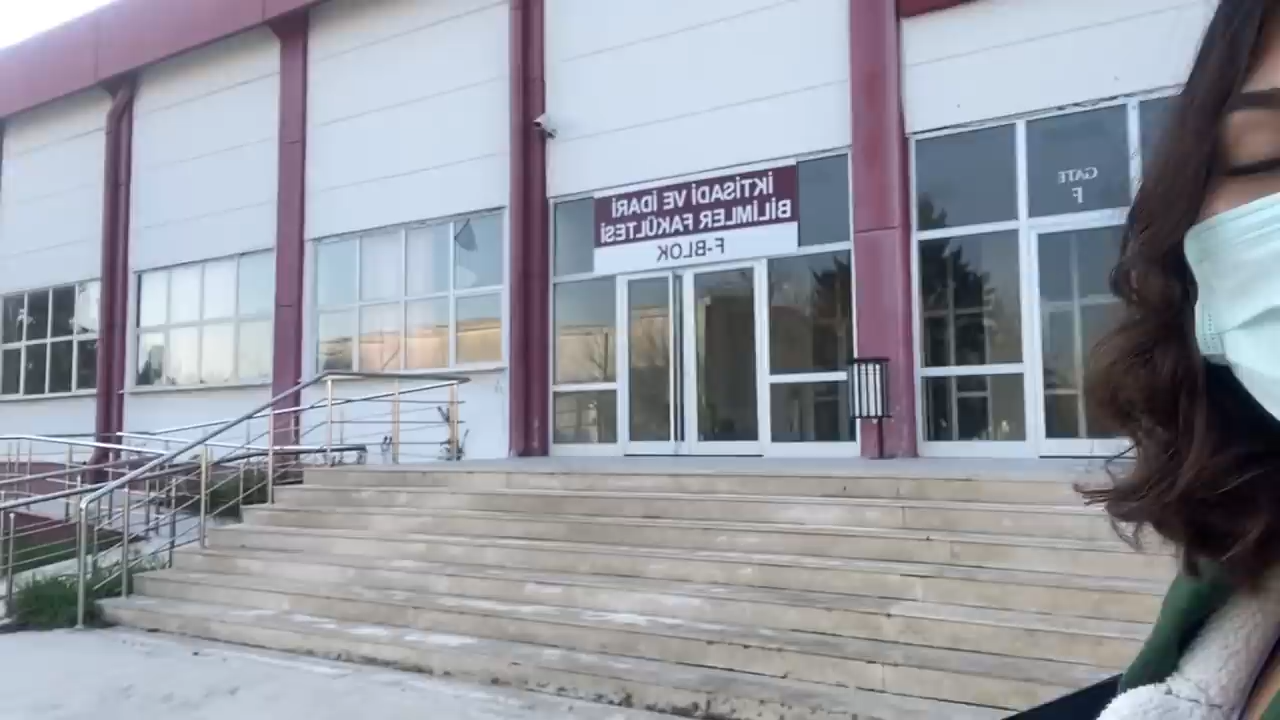 İKTİSADİ VE İDARİ
BİLİMLER FAKÜLTESİ
F-BLOK
GATE
F